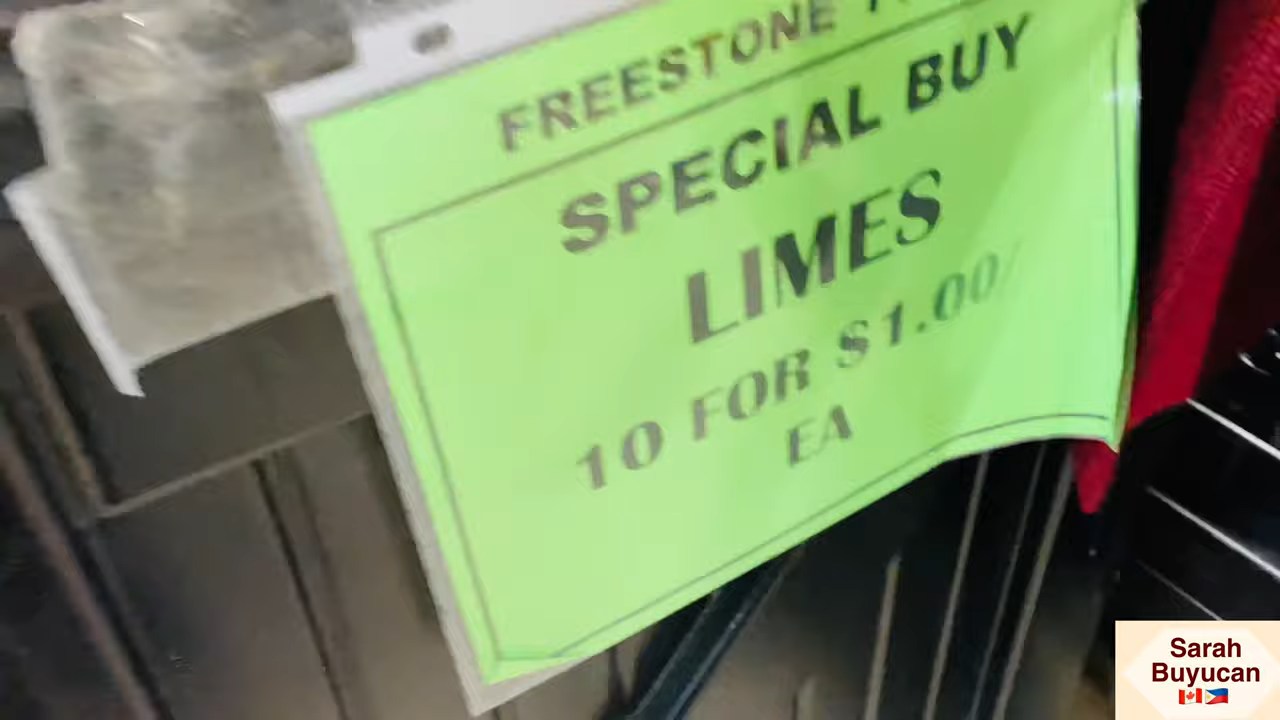 FREESTONE
SPECIAL BUY
LIMES
10 FOR $1.00/
EA
Sarah
Buyucan